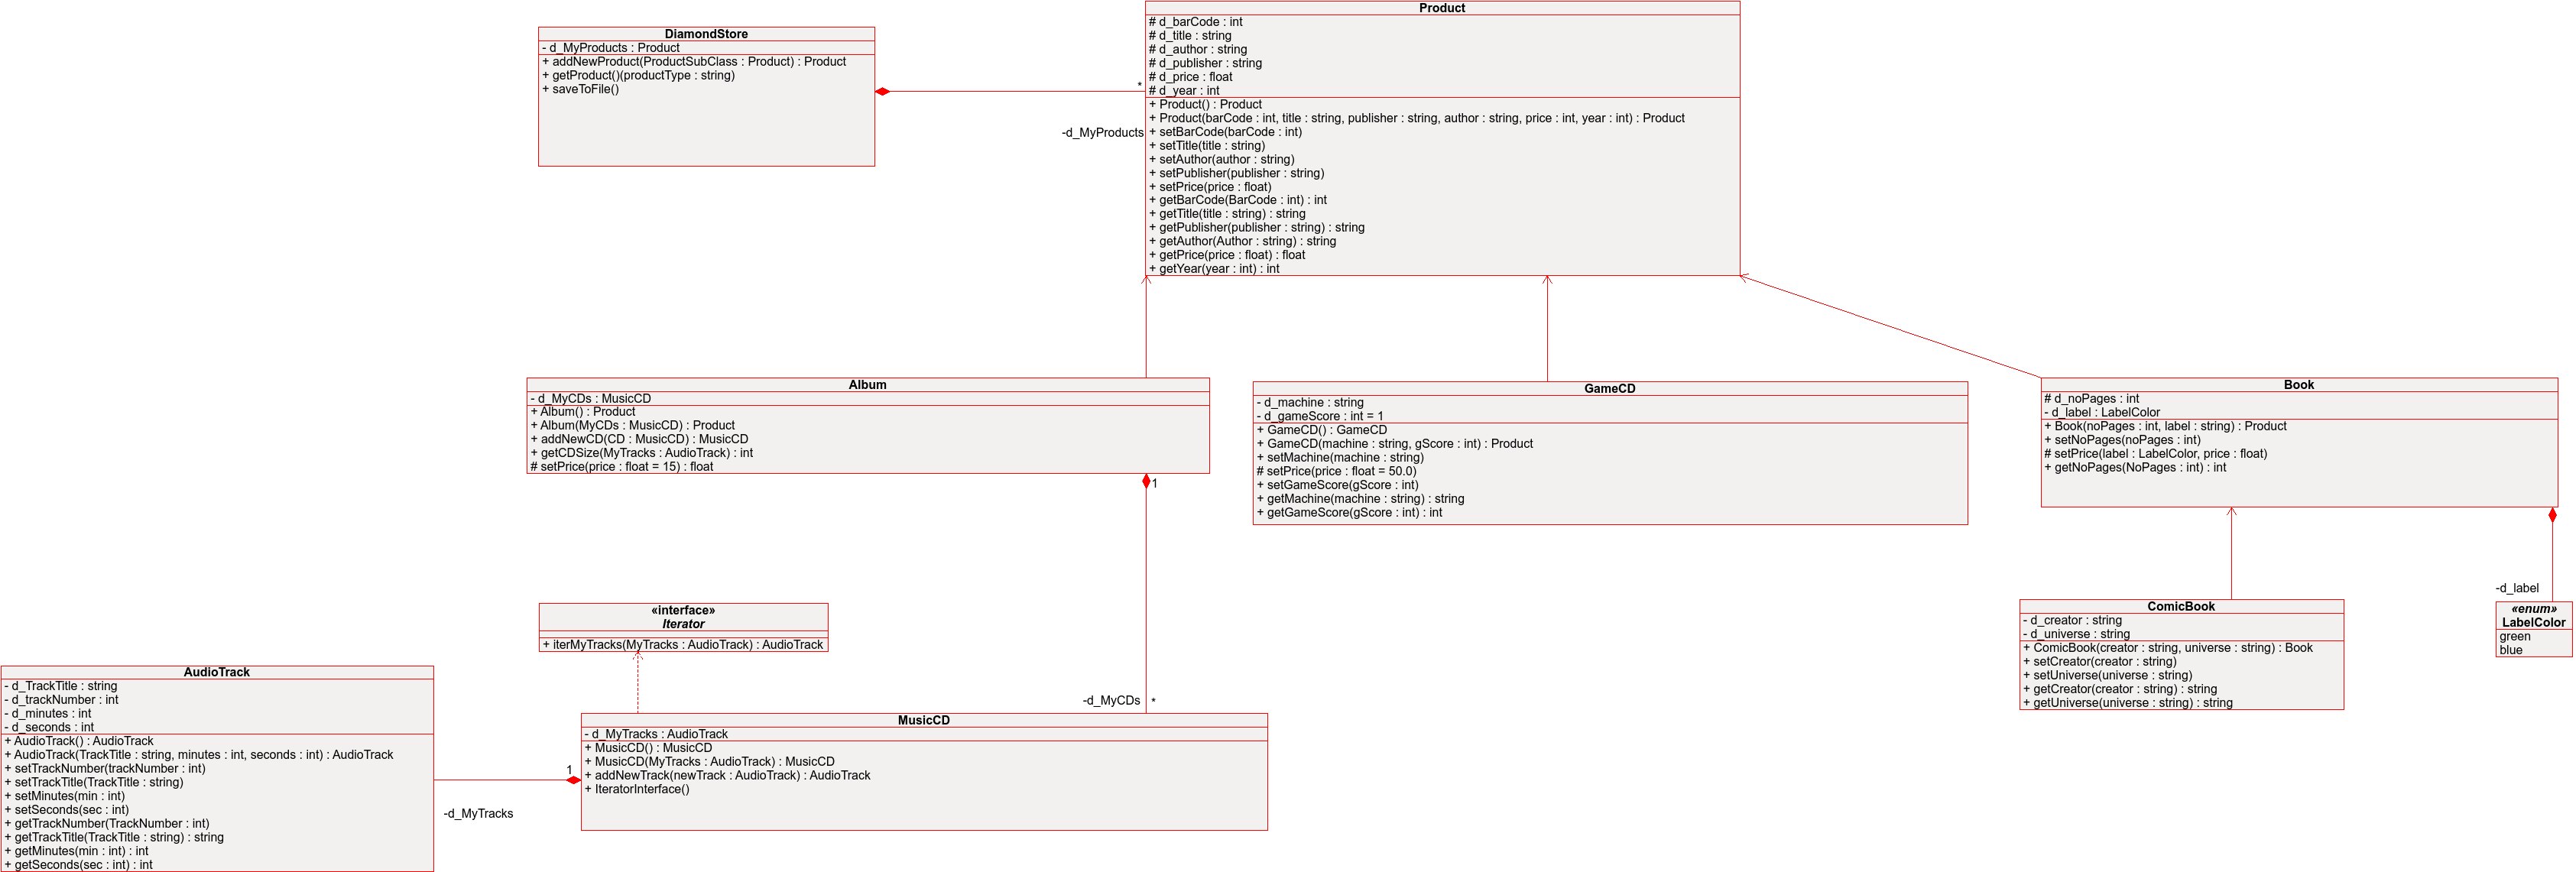 DiamondStore
- d_MyProducts : Product
+ addNewProduct(ProductSubClass : Product) : Product
+ getProduct()(productType : string)
+ saveToFile()
*
-d_MyProducts
Product
# d_barCode : int
# d_title : string
# d_author : string
# d_publisher : string
# d_price : float
# d_year : int
+ Product() : Product
+ Product(barCode : int, title : string, publisher : string, author : string, price : int, year : int) : Product
+ setBarCode(barCode : int)
+ setTitle(title : string)
+ setAuthor(author : string)
+ setPublisher(publisher : string)
+ setPrice(price : float)
+ getBarCode(BarCode : int) : int
+ getTitle(title : string) : string
+ getPublisher(publisher : string) : string
+ getAuthor(Author : string) : string
+ getPrice(price : float) : float
+ getYear(year : int) : int
Album
- d_MyCDs : MusicCD
+ Album() : Product
+ Album(MyCDs : MusicCD) : Product
+ addNewCD(CD : MusicCD) : MusicCD
+ getCDSize(MyTracks : AudioTrack) : int
# setPrice(price : float = 15) : float
1
GameCD
- d_machine : string
- d_gameScore : int = 1
+ GameCD() : GameCD
+ GameCD(machine : string, gScore : int) : Product
+ setMachine(machine : string)
# setPrice(price : float = 50.0)
+ setGameScore(gScore : int)
+ getMachine(machine : string) : string
+ getGameScore(gScore : int) : int
Book
# d_noPages : int
- d_label : LabelColor
+ Book(noPages : int, label : string) : Product
+ setNoPages(noPages : int)
# setPrice(label : LabelColor, price : float)
+ getNoPages(NoPages : int) : int
-d_label
«enum»
LabelColor
green
blue
ComicBook
- d_creator : string
- d_universe : string
+ ComicBook(creator : string, universe : string) : Book
+ setCreator(creator : string)
+ setUniverse(universe : string)
+ getCreator(creator : string) : string
+ getUniverse(universe : string) : string
«interface»
Iterator
+ iterMyTracks(MyTracks : AudioTrack) : AudioTrack
-d_MyCDs
*
AudioTrack
- d_TrackTitle : string
- d_trackNumber : int
- d_minutes : int
- d_seconds : int
+ AudioTrack() : AudioTrack
+ AudioTrack(TrackTitle : string, minutes : int, seconds : int) : AudioTrack
+ setTrackNumber(trackNumber : int)
+ setTrackTitle(TrackTitle : string)
+ setMinutes(min : int)
+ setSeconds(sec : int)
+ getTrackNumber(TrackNumber : int)
+ getTrackTitle(TrackTitle : string) : string
+ getMinutes(min : int) : int
+ getSeconds(sec : int) : int
1
-d_MyTracks
MusicCD
- d_MyTracks : AudioTrack
+ MusicCD() : MusicCD
+ MusicCD(MyTracks : AudioTrack) : MusicCD
+ addNewTrack(newTrack : AudioTrack) : AudioTrack
+ IteratorInterface()